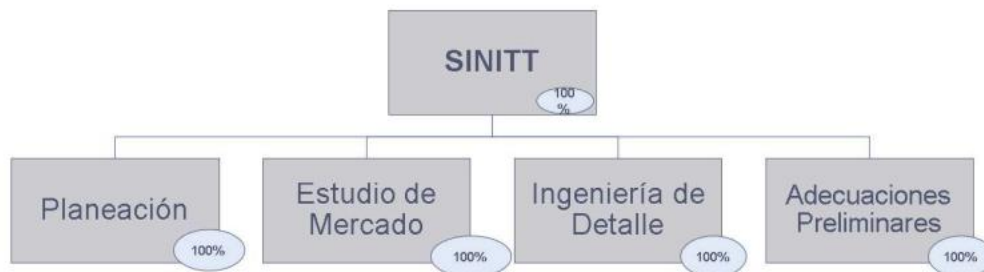 SINITT
100
%
Planeación
100%
Estudio de
Mercado
100%
Ingeniería de
Detalle
100%
Adecuaciones
Preliminares
100%